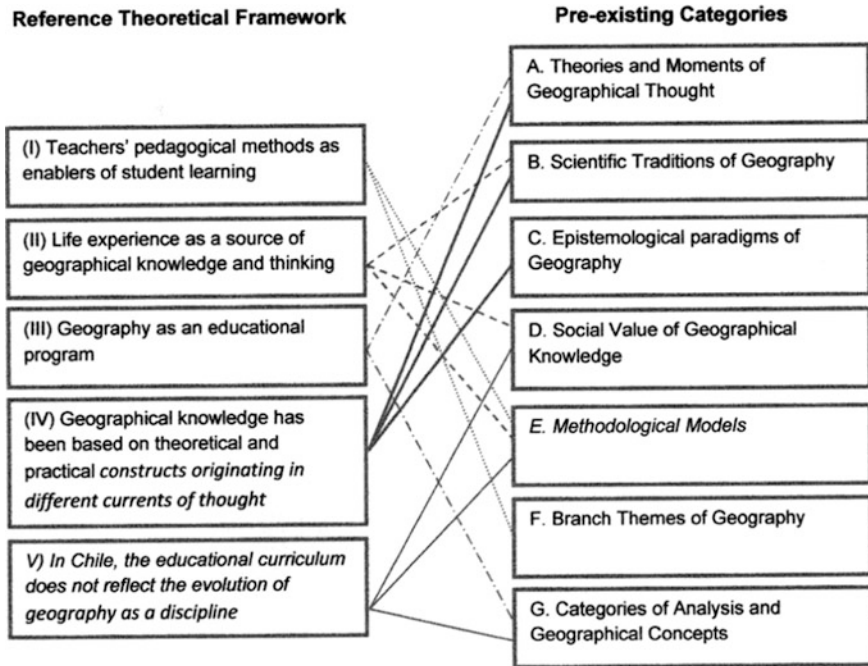 Reference Theoretical Framework
Pre-existing Categories
(I) Teachers' pedagogical methods as
enablers of student learning
(II) Life experience as a source of
geographical knowledge and thinking
(III) Geography as an educational
program
(IV) Geographical knowledge has
been based on theoretical and
practical constructs originating in
different currents of thought
V) In Chile, the educational curriculum
does not reflect the evolution of
geography as a discipline
A. Theories and Moments of
Geographical Thought
B. Scientific Traditions of Geography
C. Epistemological paradigms of
Geography
D. Social Value of Geographical
Knowledge
E. Methodological Models
F. Branch Themes of Geography
G. Categories of Analysis and
Geographical Concepts